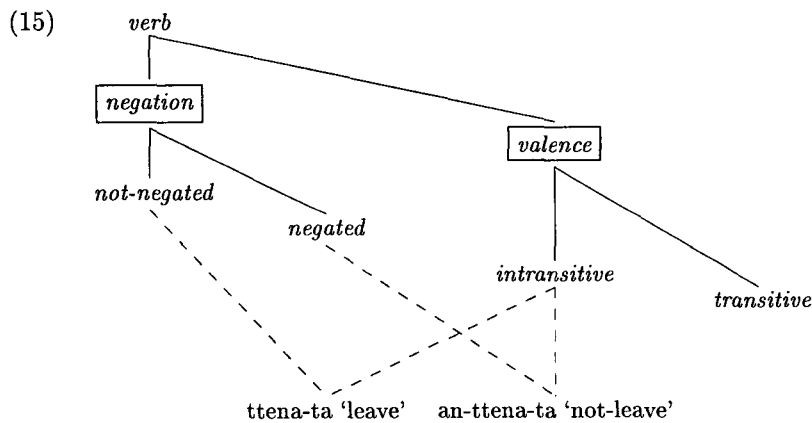 (15) verb
negation
valence
not-negated
negated
intransitive
transitive
ttena-ta 'leave' an-ttena-ta 'not-leave'